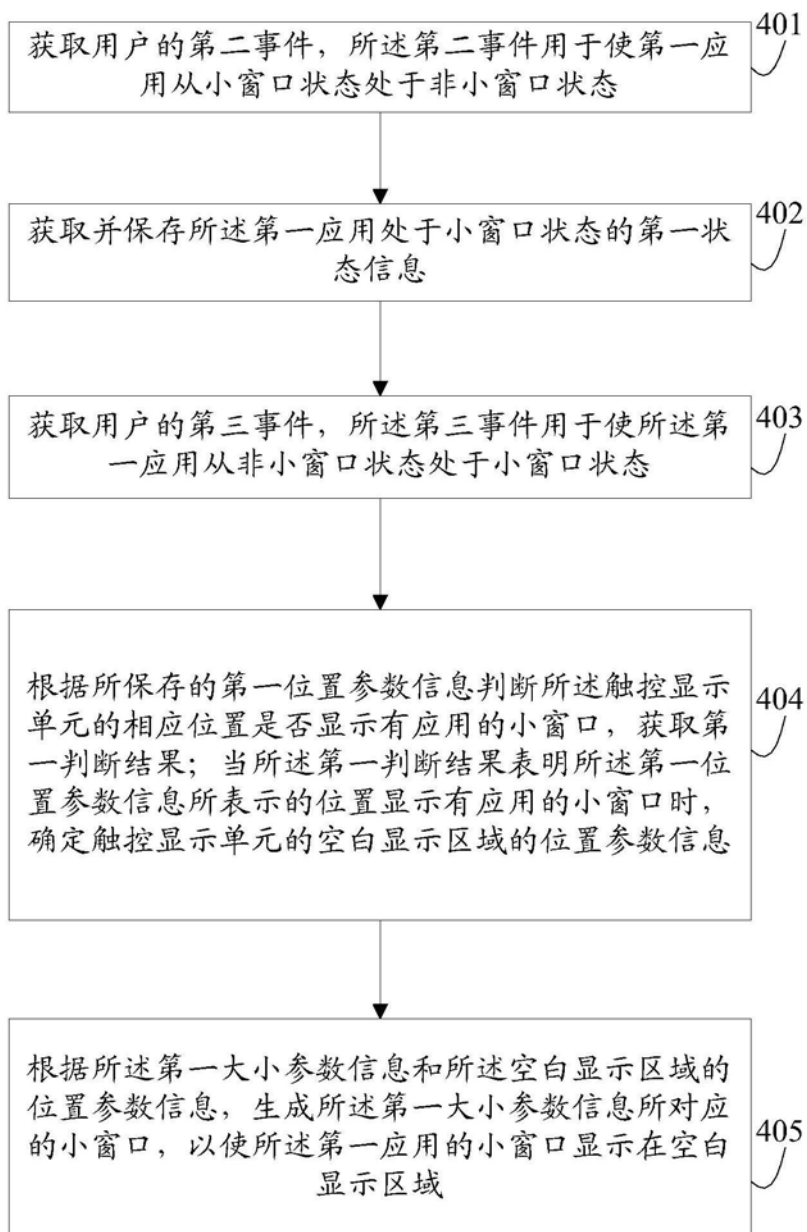 获取用户的第二事件，所述第二事件用于使第一应
用从小窗口状态处于非小窗口状态
401
获取并保存所述第一应用处于小窗口状态的第一状
态信息
402
获取用户的第三事件，所述第三事件用于使所述第
一应用从非小窗口状态处于小窗口状态
403
根据所保存的第一位置参数信息判断所述触控显示
单元的相应位置是否显示有应用的小窗口，获取第
一判断结果；当所述第一判断结果表明所述第一位
置参数信息所表示的位置显示有应用的小窗口时，
确定触控显示单元的空白显示区域的位置参数信息
404
根据所述第一大小参数信息和所述空白显示区域的
位置参数信息，生成所述第一大小参数信息所对应
的小窗口，以使所述第一应用的小窗口显示在空白
显示区域
405